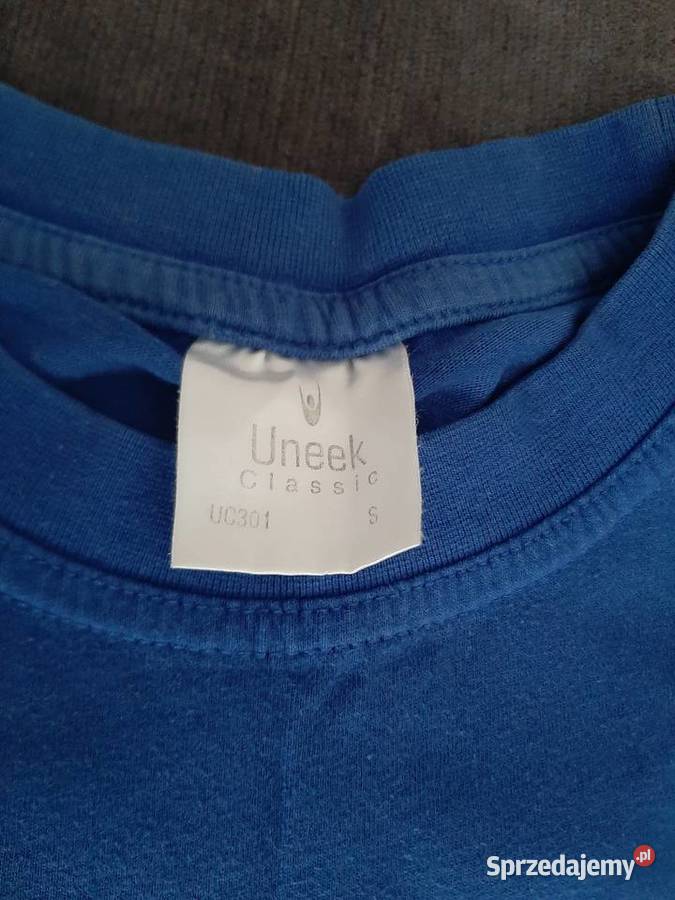 Uneek
Classic
UC301 S
Sprzedajemy.pl